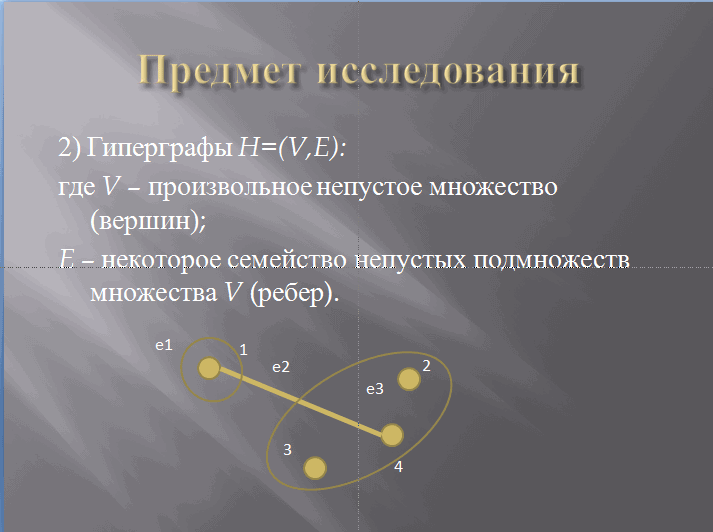 Предмет исследования
2) Гиперграфы H=(V,E):
где V – произвольное непустое множество
(вершин);
E – некоторое семейство непустых подмножеств
множества V (ребер).
e1
1
e2
2
e3
3
4